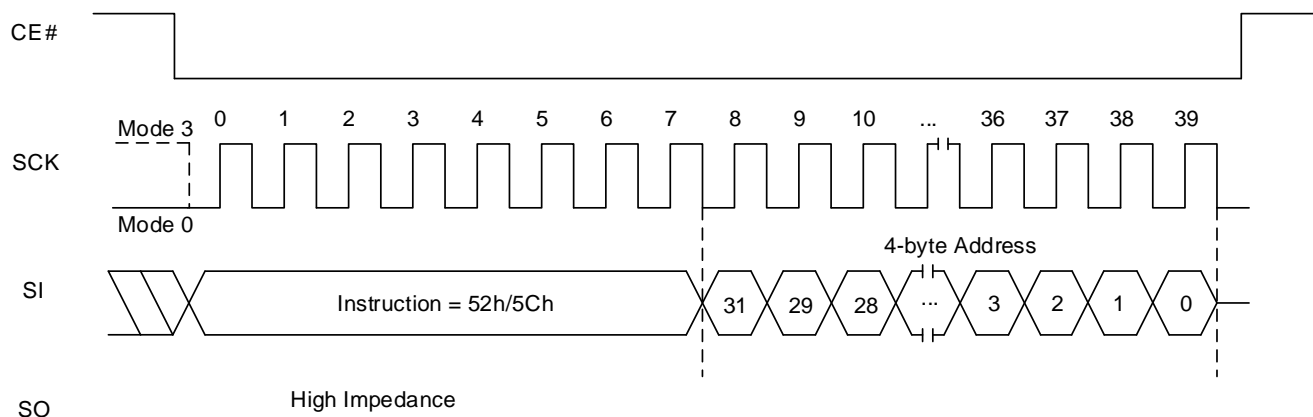 CE#
0 1 2 3 4 5 6 7 8 9 10 ... 36 37 38 39
Mode 3
SCK
Mode 0
4-byte Address
SI
Instruction = 52h/5Ch 31 29 28 ... 3 2 1 0
High Impedance
SO